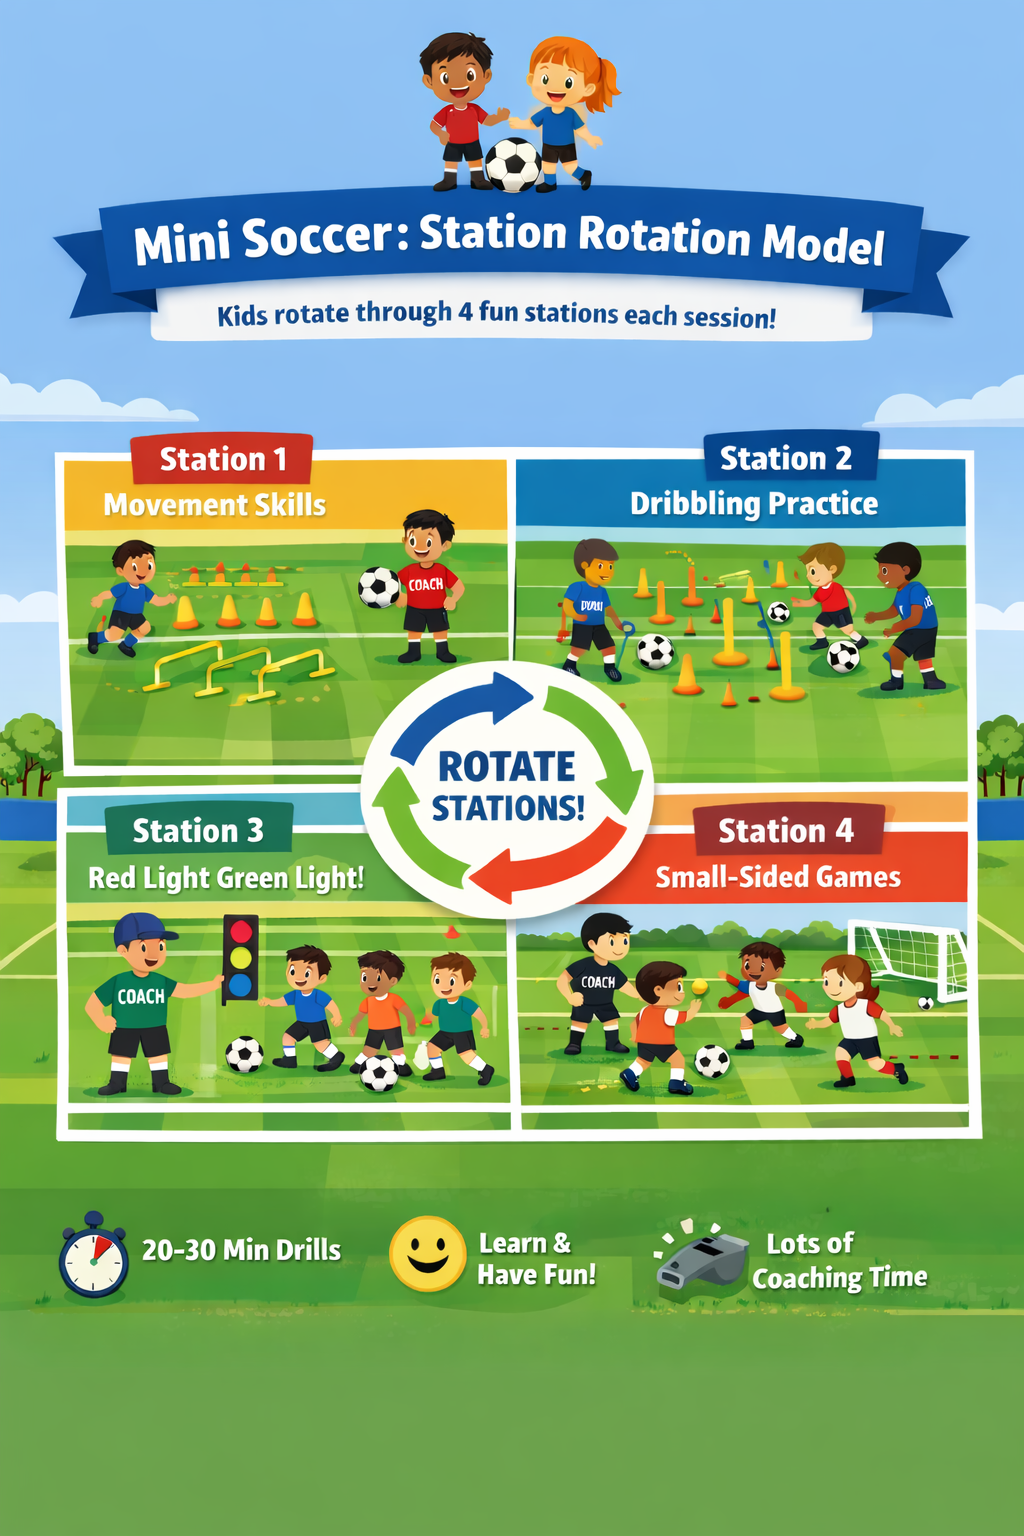 Mini Soccer: Station Rotation Model
Kids rotate through 4 fun stations each session!
Station 1
Movement Skills
COACH
Station 2
Dribbling Practice
ROTATE
STATIONS!
Station 3
Red Light Green Light!
COACH
Station 4
Small-Sided Games
COACH
20-30 Min Drills
Learn &
Have Fun!
Lots of
Coaching Time